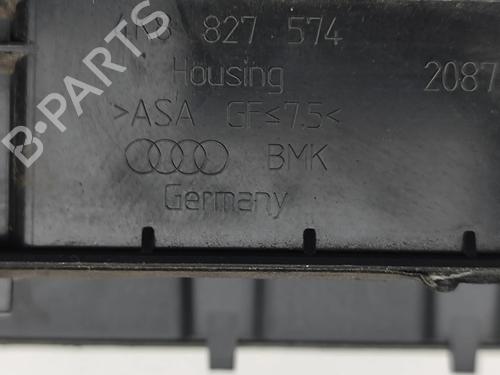 827 574
Housing 2087
>ASA GF≤7.5<
BMK
Germany
B-PARTS